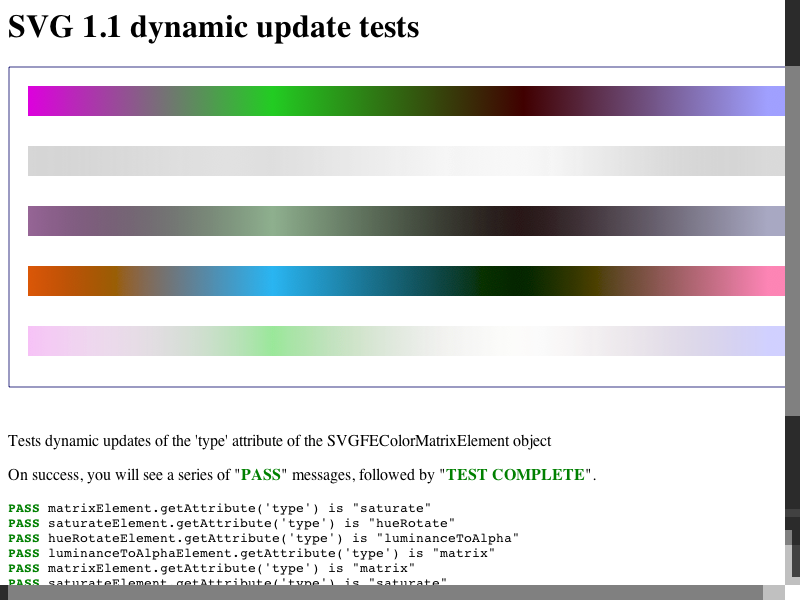 SVG 1.1 dynamic update tests
Tests dynamic updates of the 'type' attribute of the SVGFEColorMatrixElement object
On success, you will see a series of "PASS" messages, followed by "TEST COMPLETE".
PASS matrixElement.getAttribute('type') is "saturate"
PASS saturateElement.getAttribute('type') is "hueRotate"
PASS hueRotateElement.getAttribute('type') is "luminanceToAlpha"
PASS luminanceToAlphaElement.getAttribute('type') is "matrix"
PASS matrixElement.getAttribute('type') is "matrix"
PASS saturateElement.getAttribute('type') is "saturate"